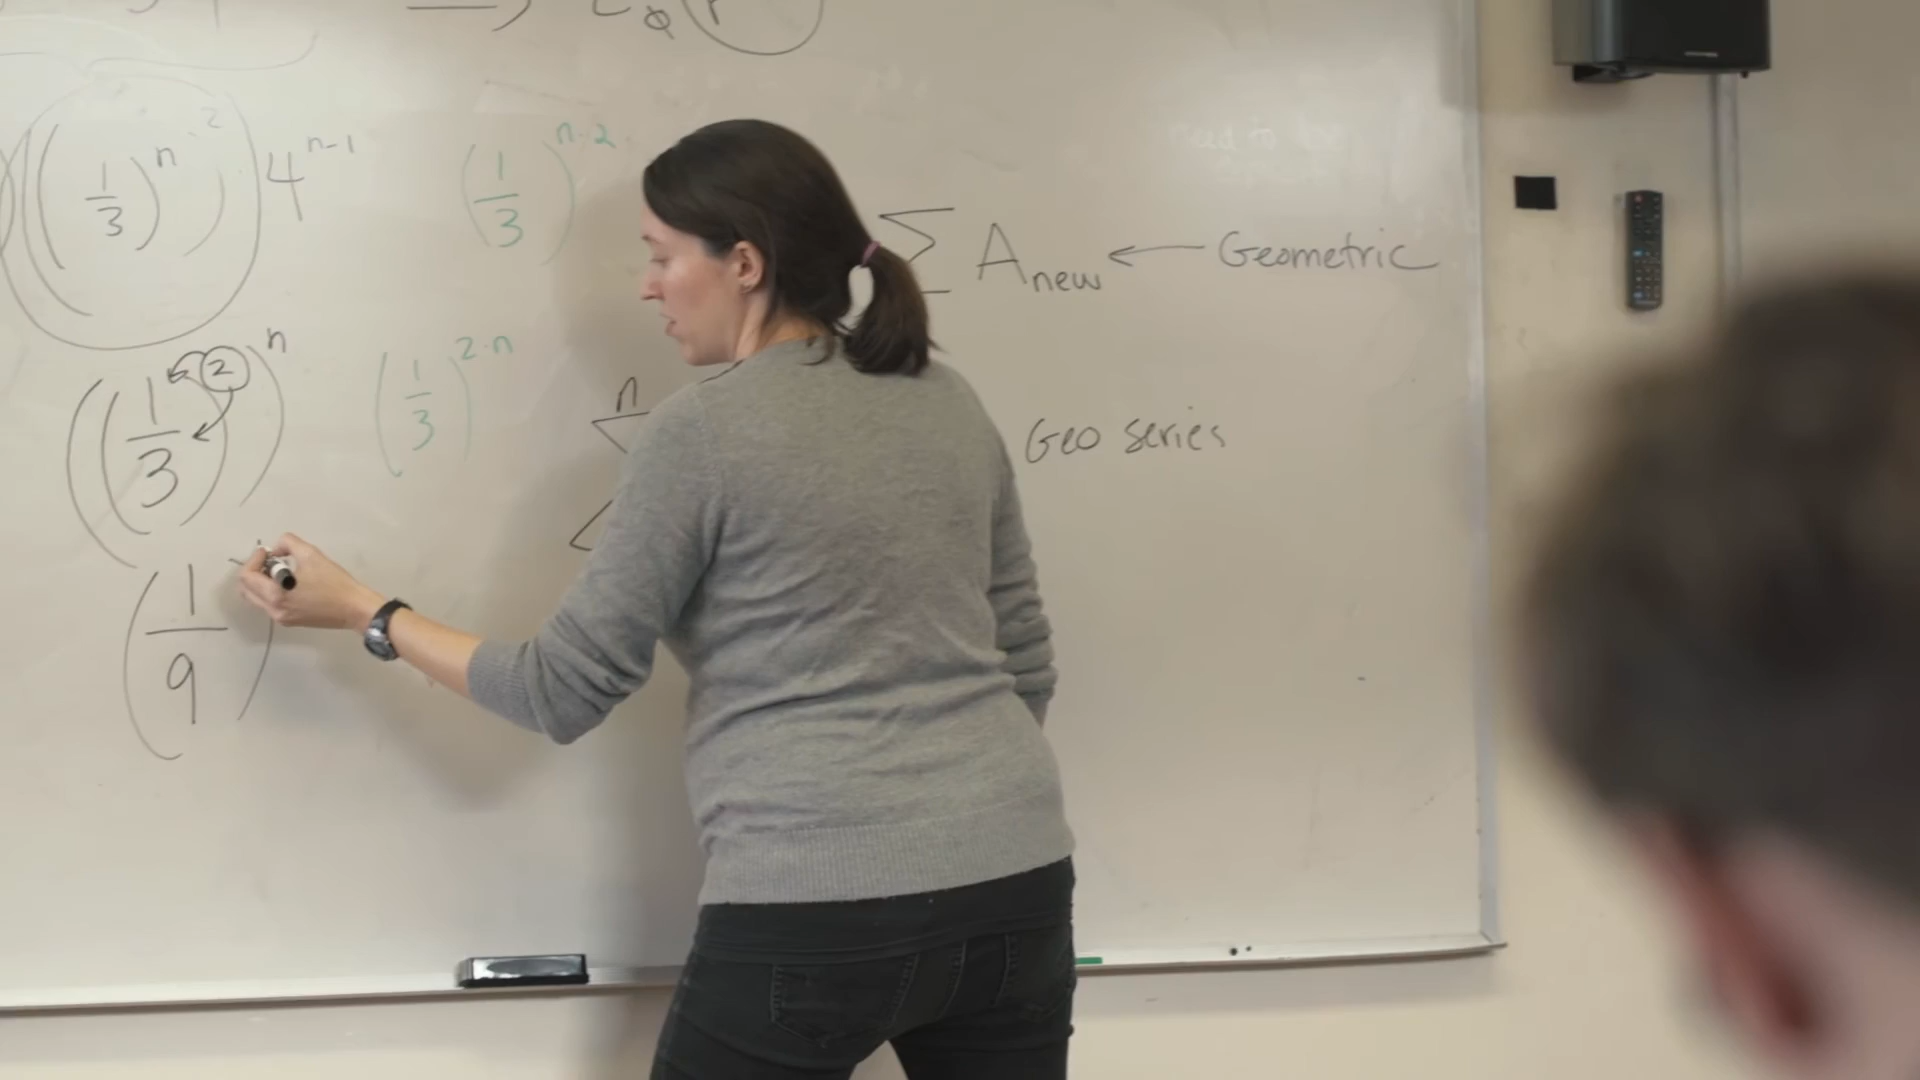 ((1/3)^n)^2 4^{n-1}
(1/3)^{n·2}
∑ A_new ← Geometric
((1/3)^2)^n
(1/3)^{2·n}
n
Geo series
(1/9)